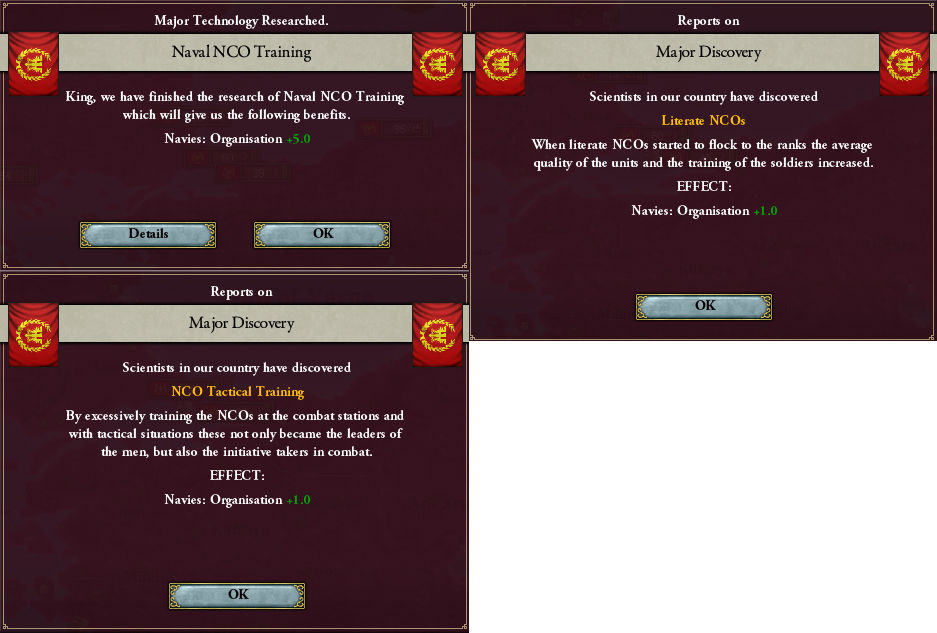 Major Technology Researched.
Naval NCO Training
King, we have finished the research of Naval NCO Training
which will give us the following benefits.
Navies: Organisation +5.0
Details
OK
Reports on
Major Discovery
Scientists in our country have discovered
Literate NCOs
When literate NCOs started to flock to the ranks the average
quality of the units and the training of the soldiers increased.
EFFECT:
Navies: Organisation +1.0
OK
Reports on
Major Discovery
Scientists in our country have discovered
NCO Tactical Training
By excessively training the NCOs at the combat stations and
with tactical situations these not only became the leaders of
the men, but also the initiative takers in combat.
EFFECT:
Navies: Organisation +1.0
OK